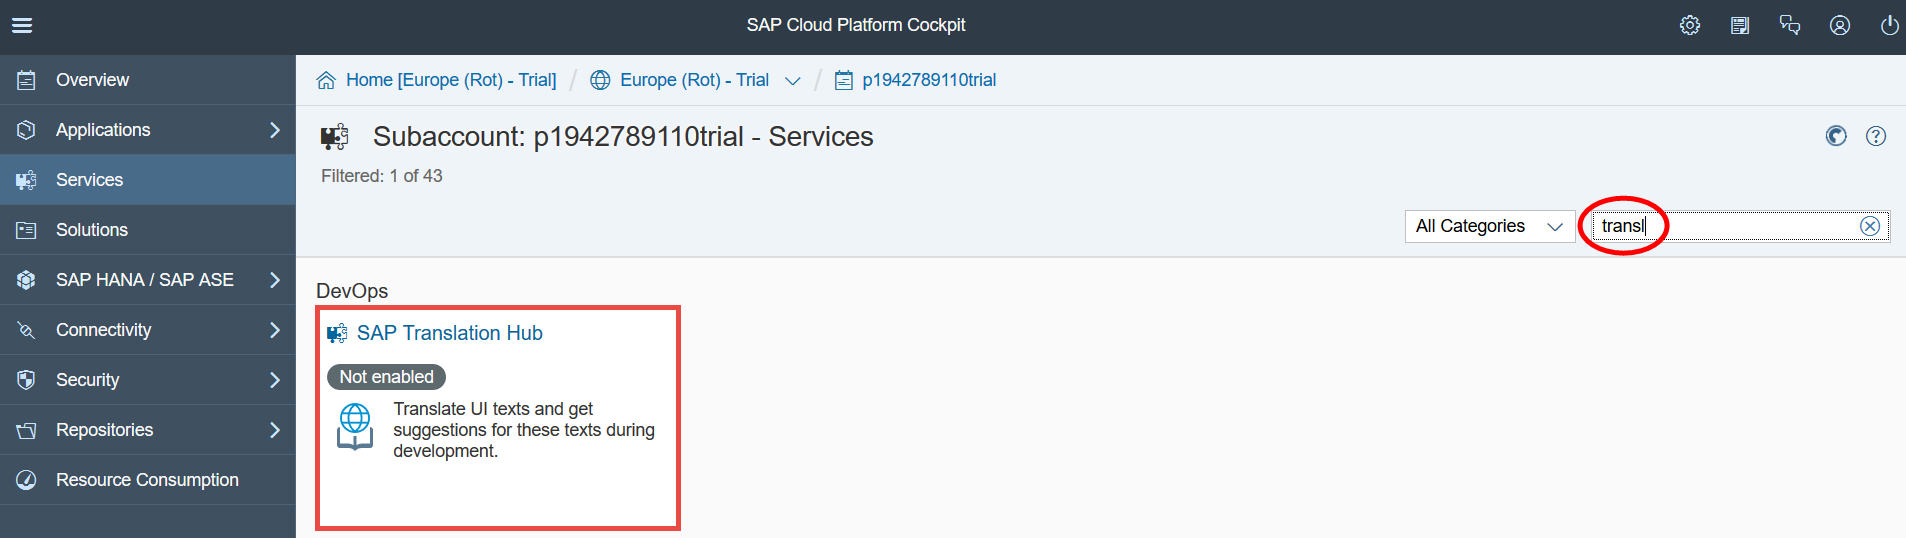 SAP Cloud Platform Cockpit
Overview
Applications
Services
Solutions
SAP HANA / SAP ASE
Connectivity
Security
Repositories
Resource Consumption
Home [Europe (Rot) - Trial] / Europe (Rot) - Trial / p1942789110trial
Subaccount: p1942789110trial - Services
Filtered: 1 of 43
All Categories
transl
DevOps
SAP Translation Hub
Not enabled
Translate UI texts and get
suggestions for these texts during
development.